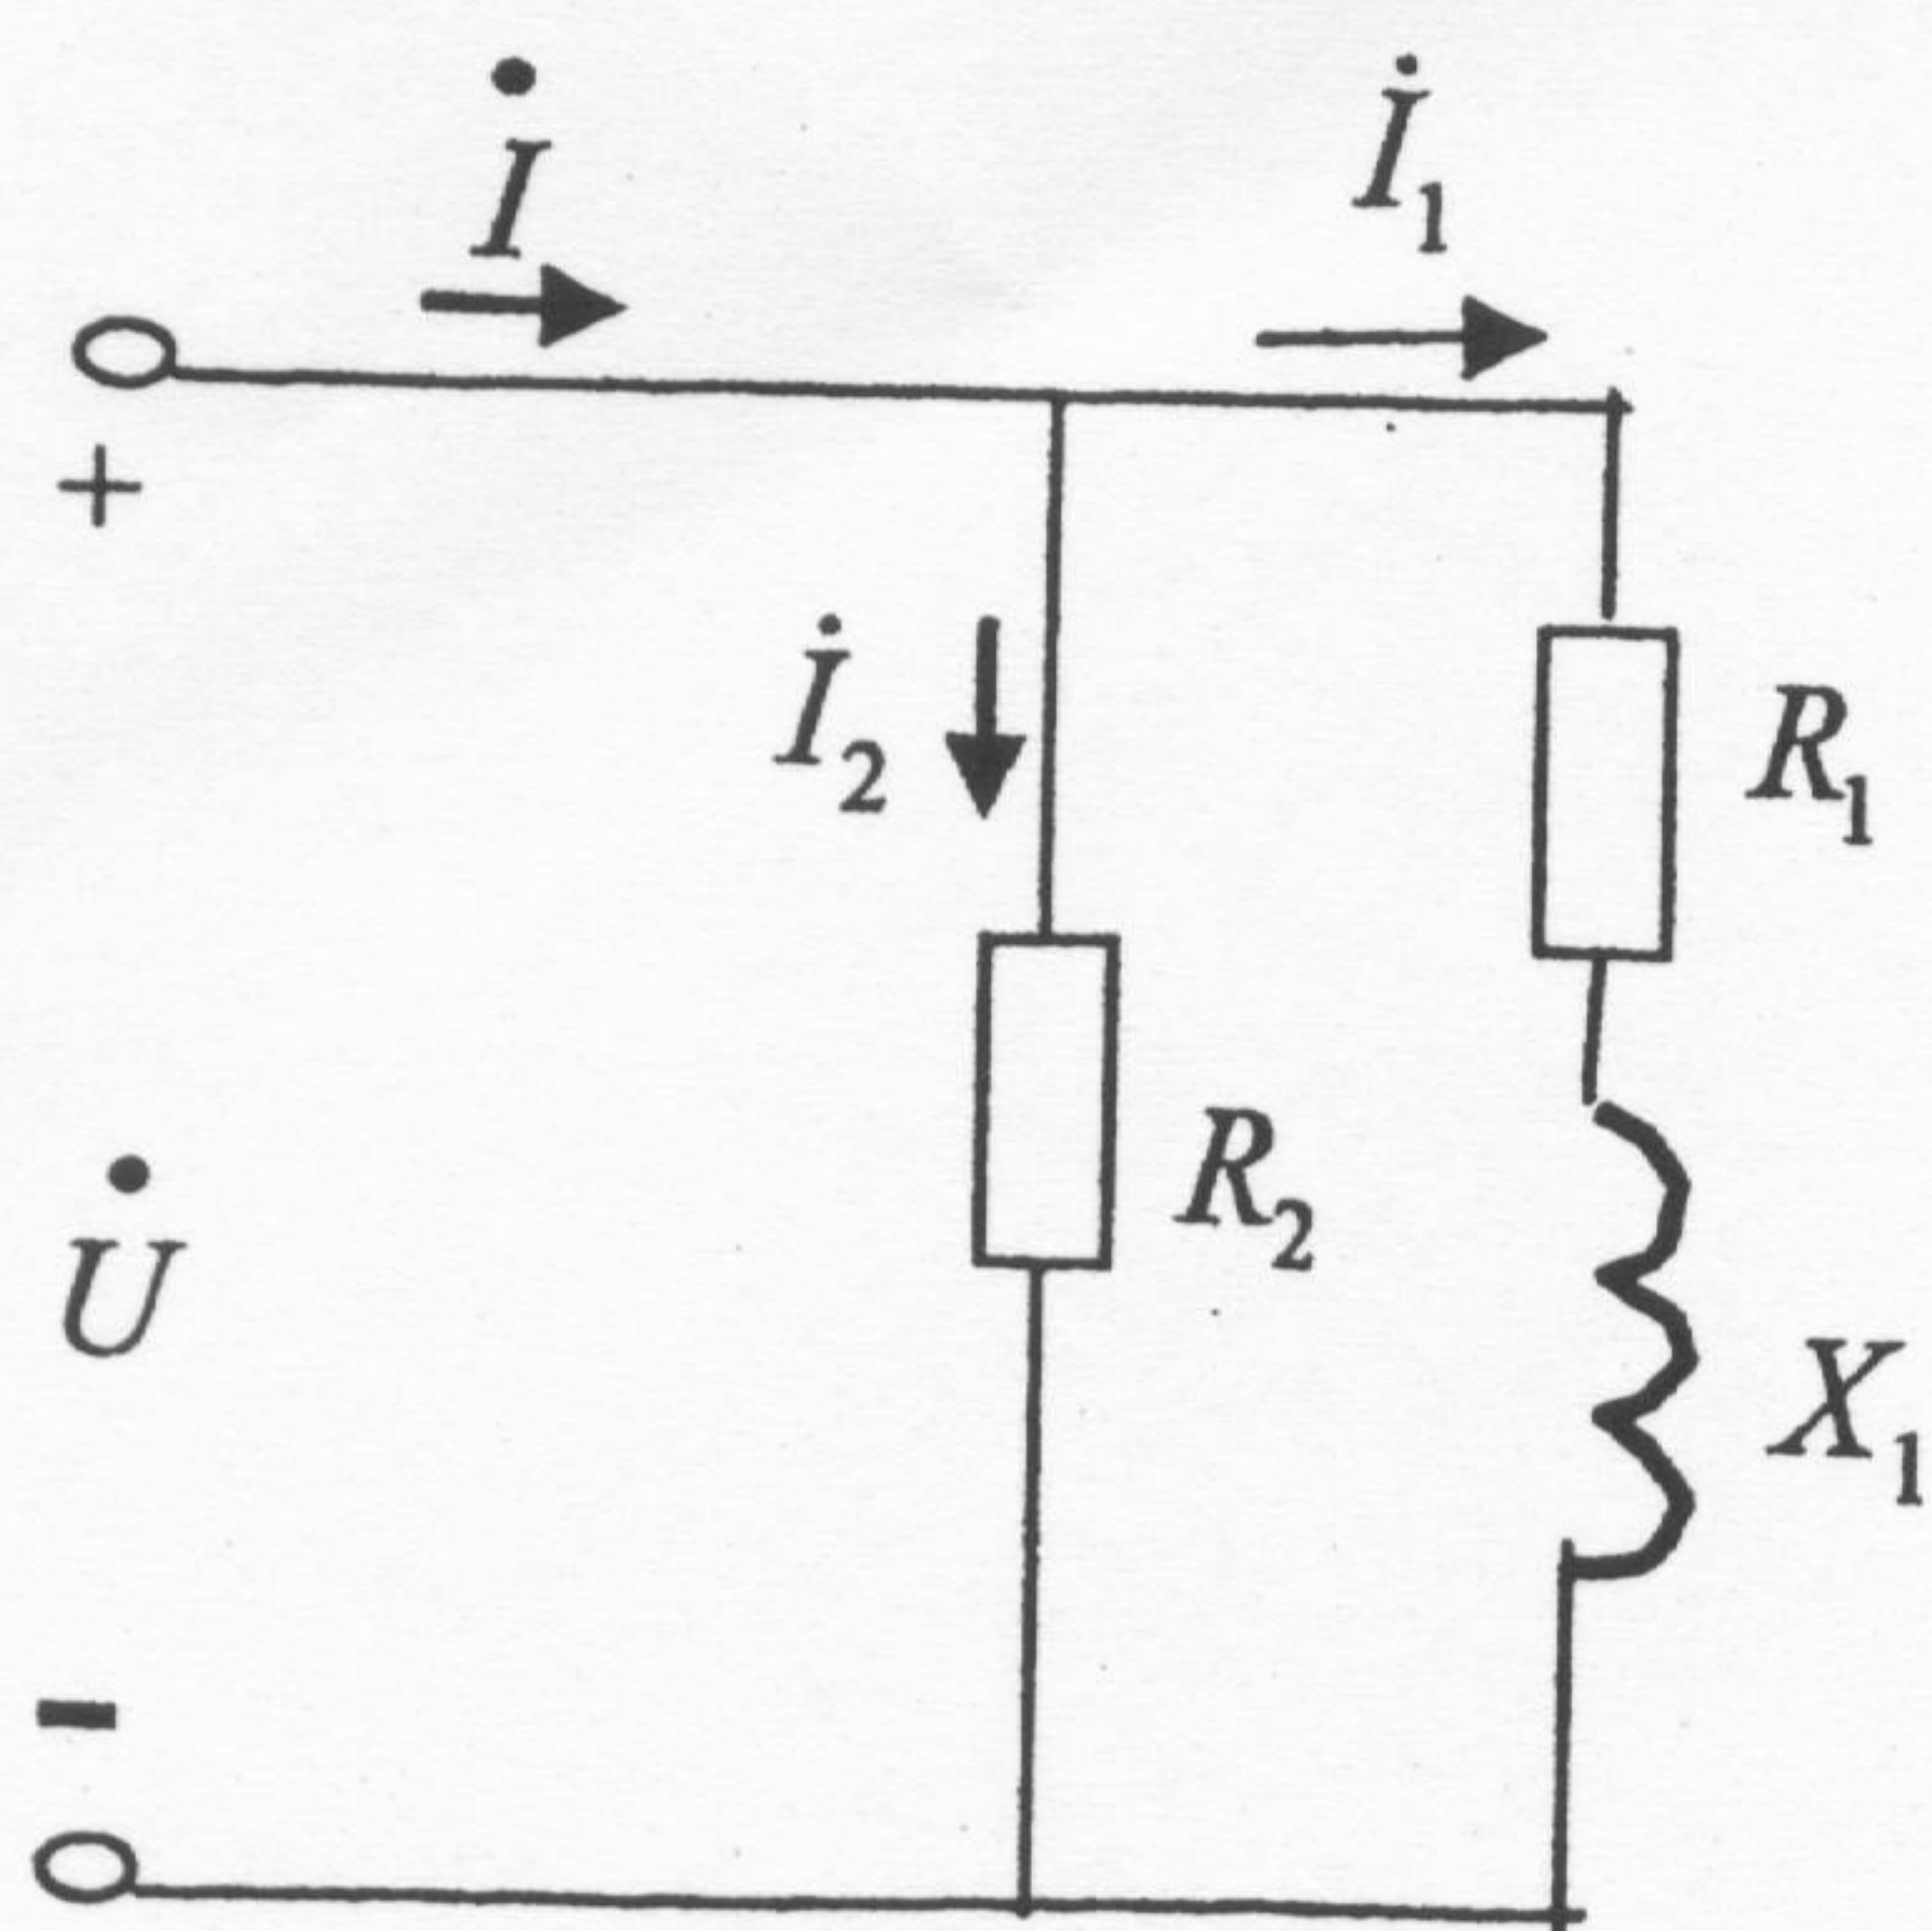 İ
İ₁
+
İ₂
R₁
R₂
U̇
X₁
-